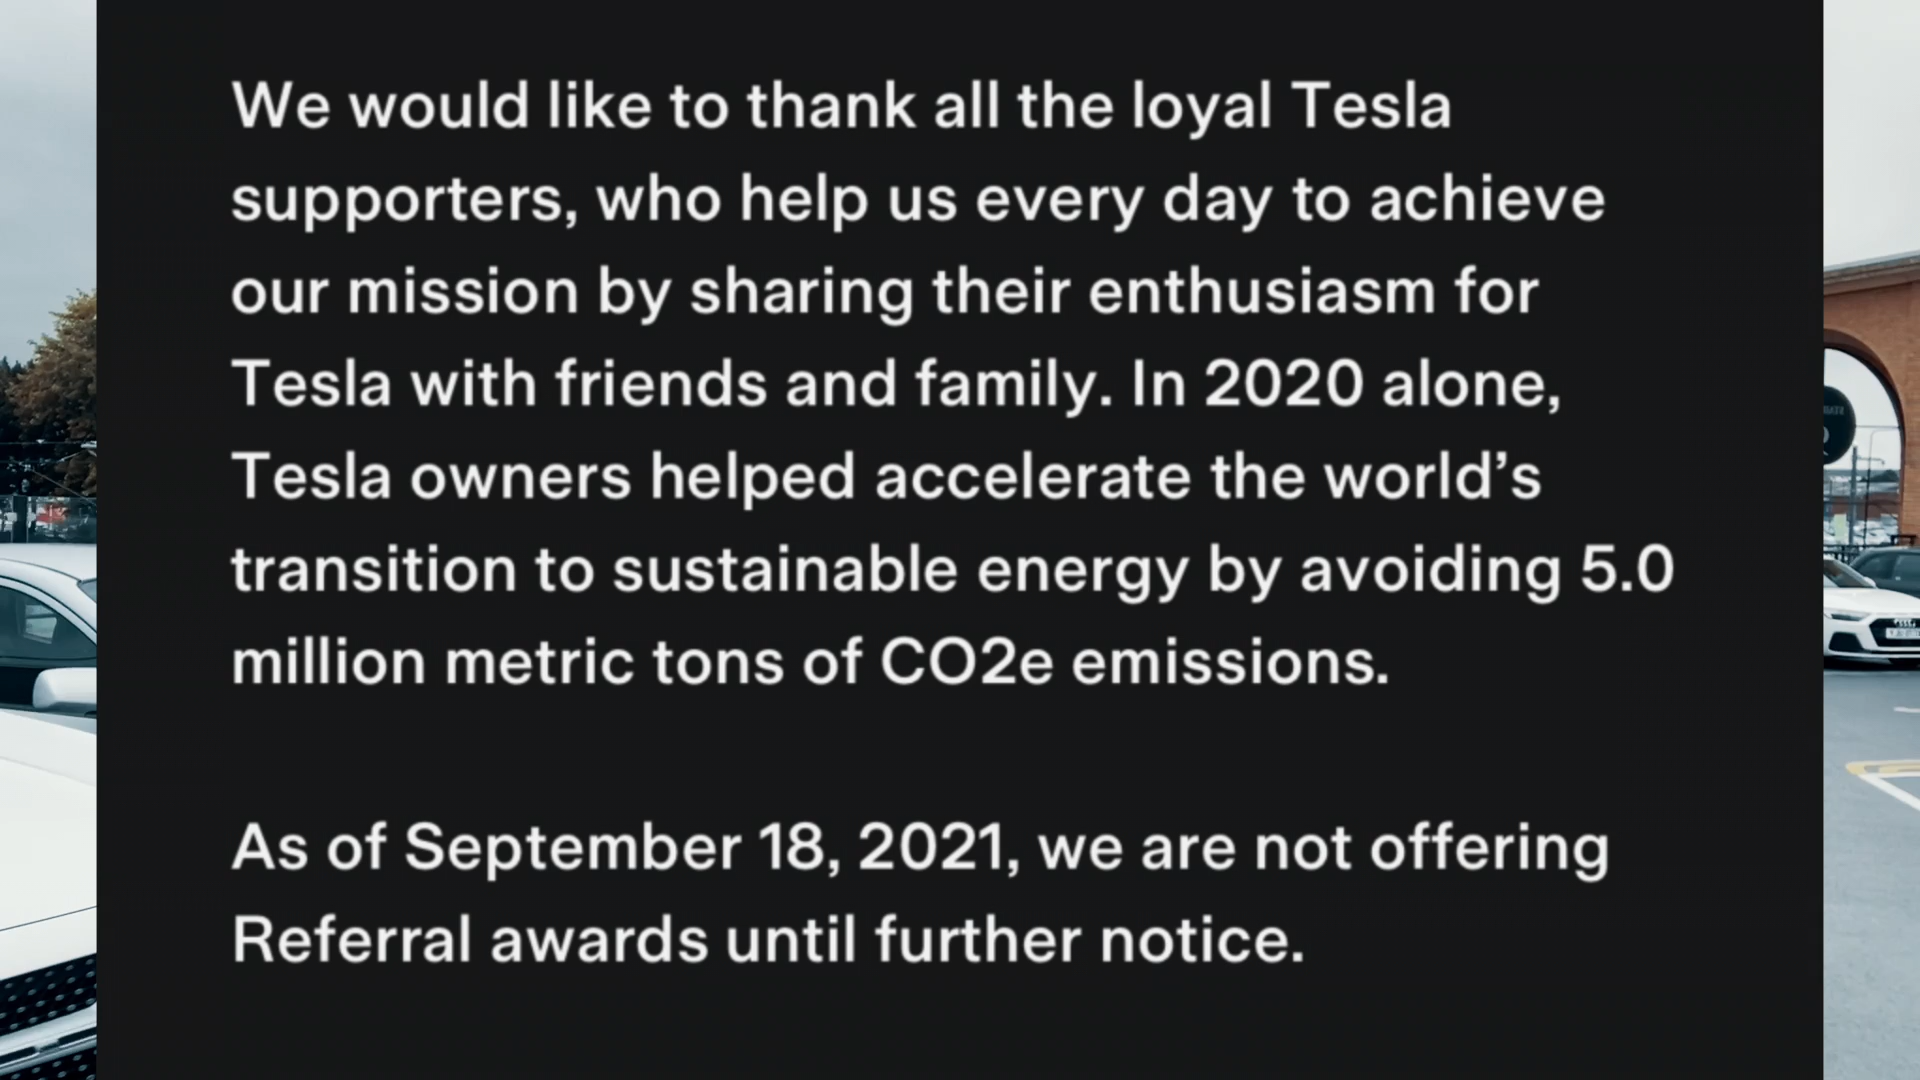 We would like to thank all the loyal Tesla
supporters, who help us every day to achieve
our mission by sharing their enthusiasm for
Tesla with friends and family. In 2020 alone,
Tesla owners helped accelerate the world’s
transition to sustainable energy by avoiding 5.0
million metric tons of CO2e emissions.
As of September 18, 2021, we are not offering
Referral awards until further notice.